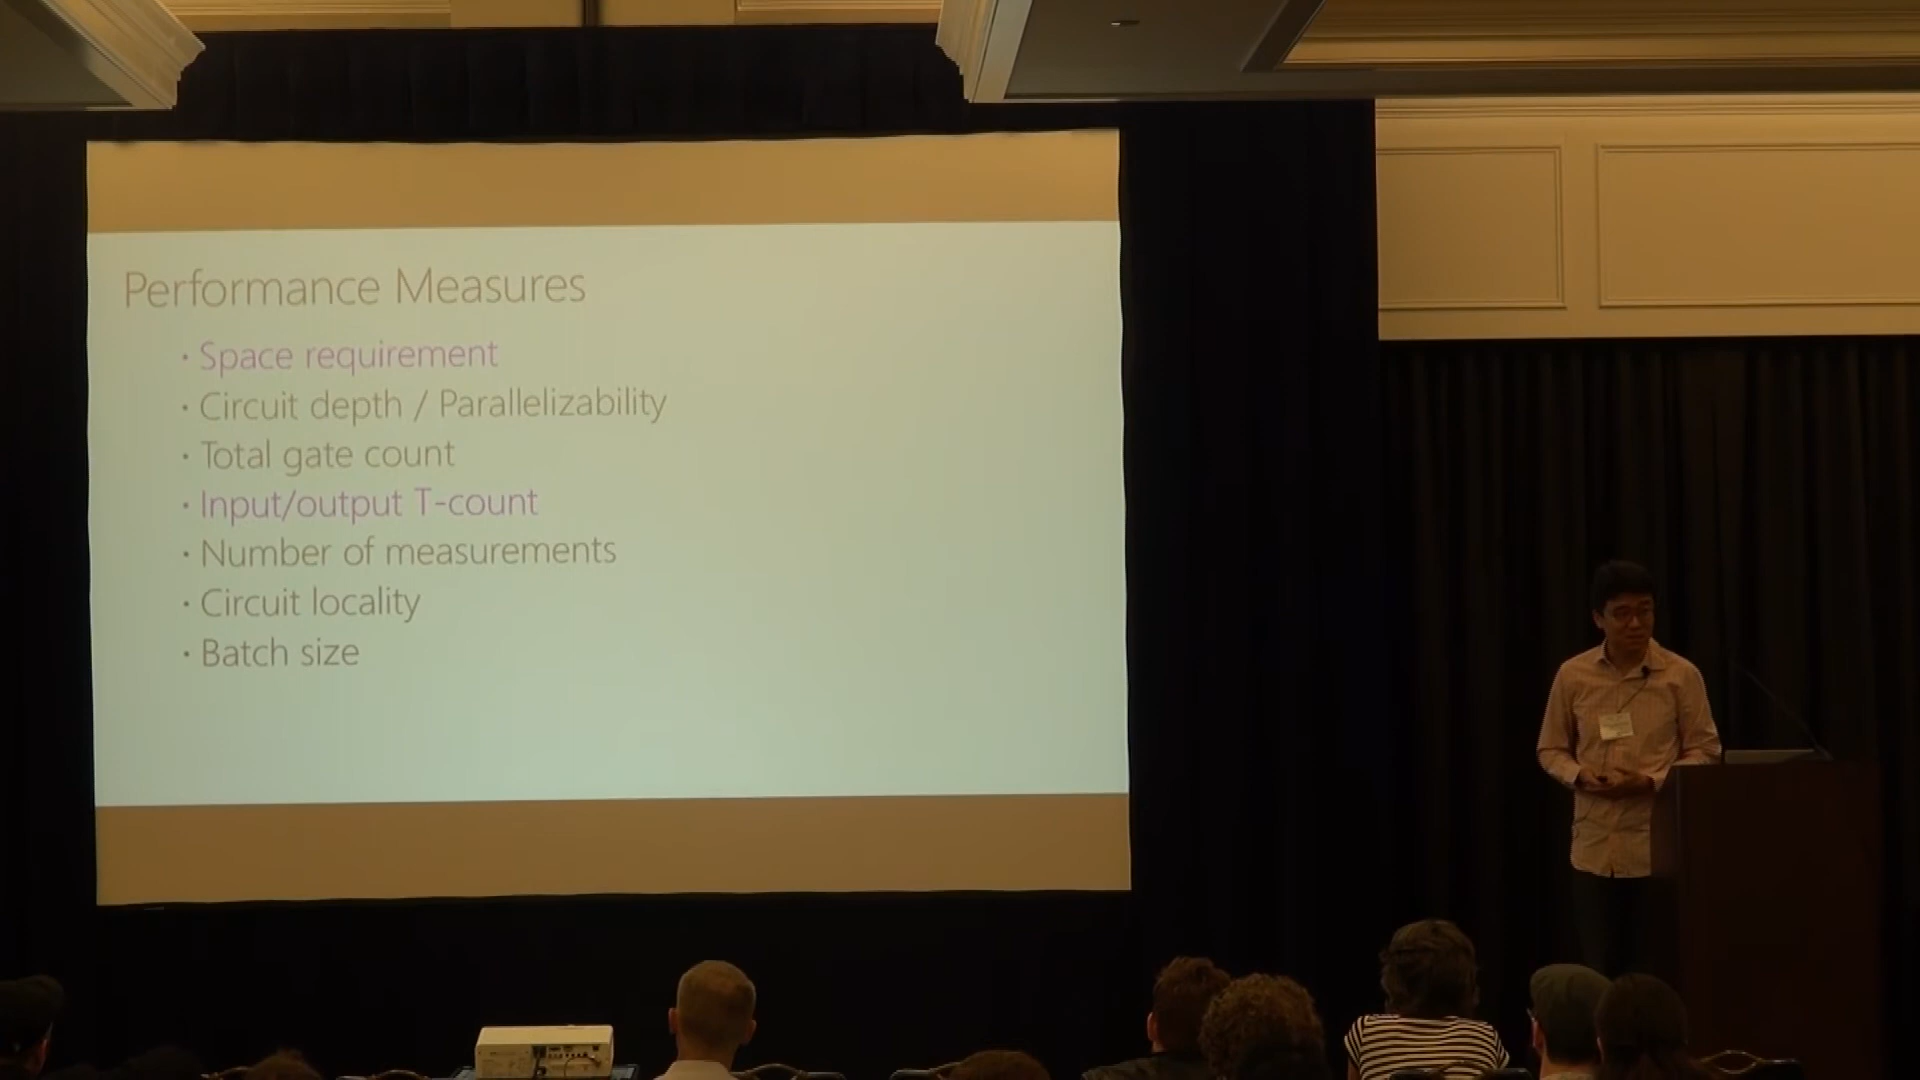 Performance Measures
· Space requirement
· Circuit depth / Parallelizability
· Total gate count
· Input/output T-count
· Number of measurements
· Circuit locality
· Batch size